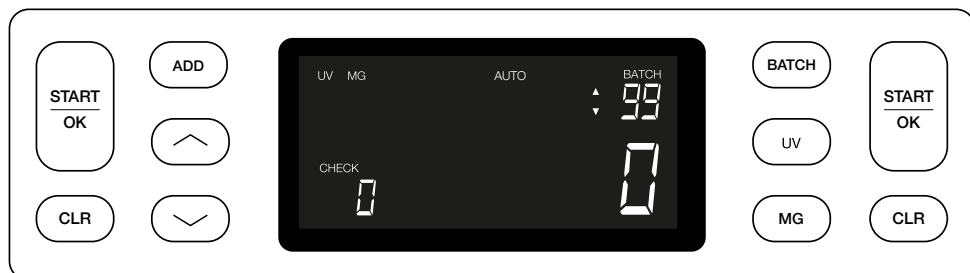 START
OK
CLR
ADD
UV MG AUTO BATCH
99
CHECK
0
0
BATCH
UV
MG
START
OK
CLR